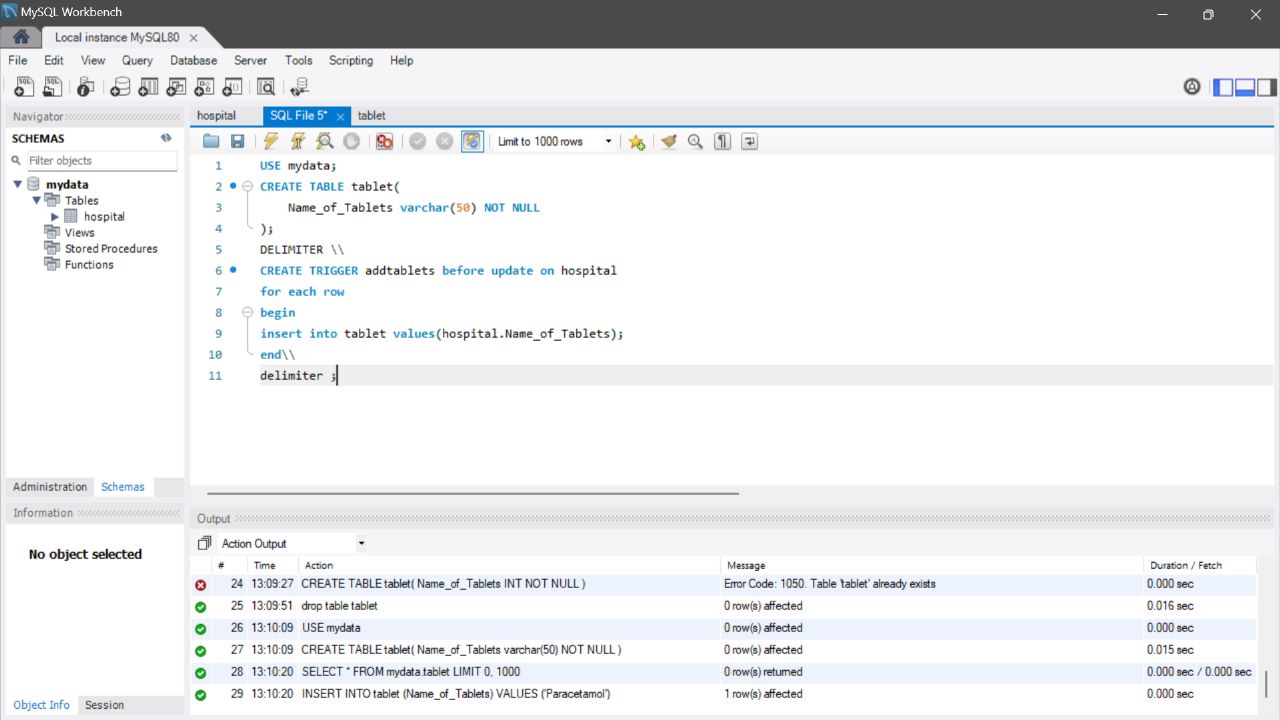 MySQL Workbench
Local instance MySQL80
File Edit View Query Database Server Tools Scripting Help
Navigator
SCHEMAS
Filter objects
mydata
Tables
hospital
Views
Stored Procedures
Functions
Administration Schemas
Information
No object selected
Object Info Session
hospital SQL File 5* tablet
Limit to 1000 rows
1 USE mydata;
2 CREATE TABLE tablet(
3 Name_of_Tablets varchar(50) NOT NULL
4 );
5 DELIMITER \\
6 CREATE TRIGGER addtablets before update on hospital
7 for each row
8 begin
9 insert into tablet values(hospital.Name_of_Tablets);
10 end\\
11 delimiter ;
Output
Action Output
# Time Action Message Duration / Fetch
24 13:09:27 CREATE TABLE tablet( Name_of_Tablets INT NOT NULL ) Error Code: 1050. Table 'tablet' already exists 0.000 sec
25 13:09:51 drop table tablet 0 row(s) affected 0.016 sec
26 13:10:09 USE mydata 0 row(s) affected 0.000 sec
27 13:10:09 CREATE TABLE tablet( Name_of_Tablets varchar(50) NOT NULL ) 0 row(s) affected 0.015 sec
28 13:10:20 SELECT * FROM mydata.tablet LIMIT 0, 1000 0 row(s) returned 0.000 sec / 0.000 sec
29 13:10:20 INSERT INTO tablet (Name_of_Tablets) VALUES ('Paracetamol') 1 row(s) affected 0.000 sec